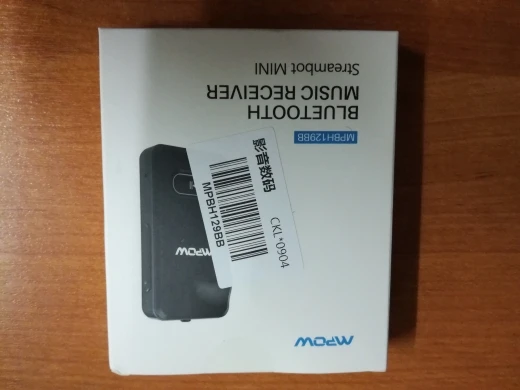 MPOW
MPBH129BB
BLUETOOTH
MUSIC RECEIVER
Streambot MINI
MPOW
影音数码
CKL*0904
MPBH129BB